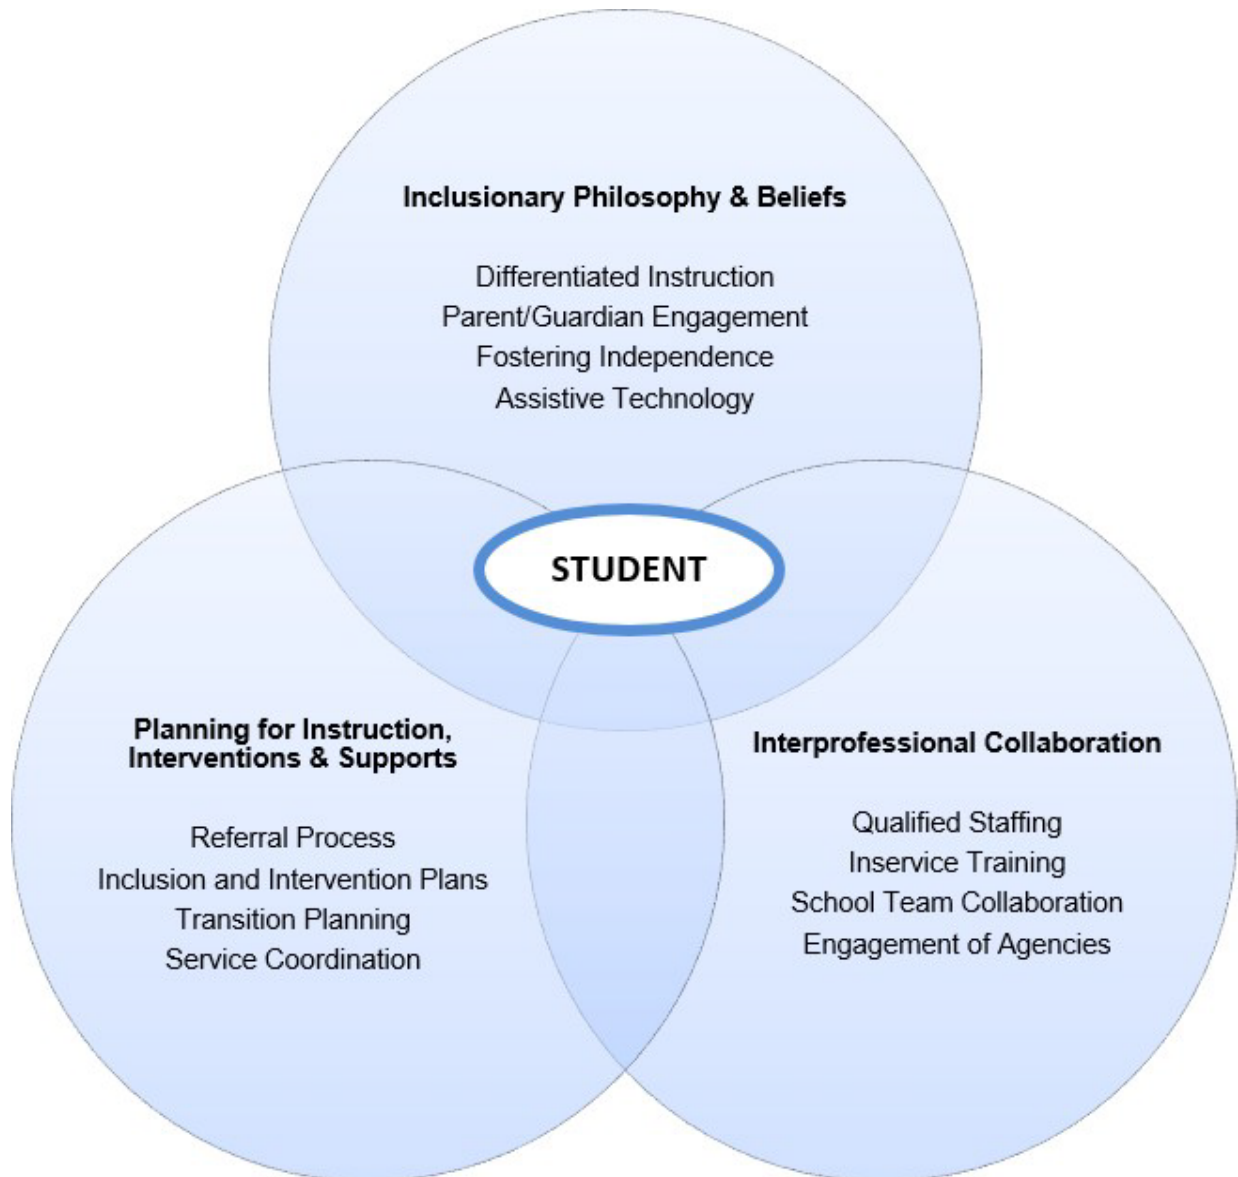 Inclusionary Philosophy & Beliefs
Differentiated Instruction
Parent/Guardian Engagement
Fostering Independence
Assistive Technology
STUDENT
Planning for Instruction,
Interventions & Supports
Referral Process
Inclusion and Intervention Plans
Transition Planning
Service Coordination
Interprofessional Collaboration
Qualified Staffing
Inservice Training
School Team Collaboration
Engagement of Agencies